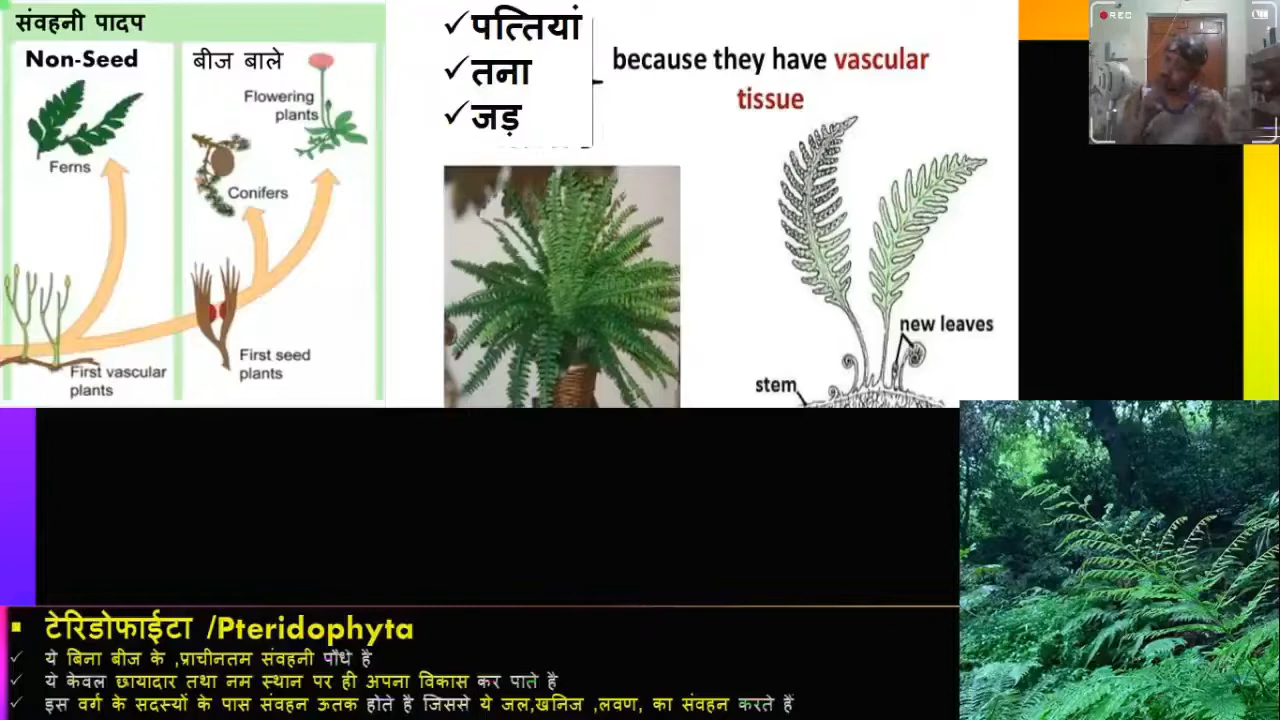 संवहनी पादप
Non-Seed
बीज बाले
Flowering
plants
Ferns
Conifers
First vascular
plants
First seed
plants
✓पत्तियां
✓तना
✓जड़
because they have vascular
tissue
new leaves
stem
REC
▪ टेरिडोफाईटा /Pteridophyta
✓ ये बिना बीज के ,प्राचीनतम संवहनी पौधे है
✓ ये केवल छायादार तथा नम स्थान पर ही अपना विकास कर पाते है
✓ इस वर्ग के सदस्यों के पास संवहन ऊतक होते है जिससे ये जल,खनिज ,लवण, का संवहन करते हैं